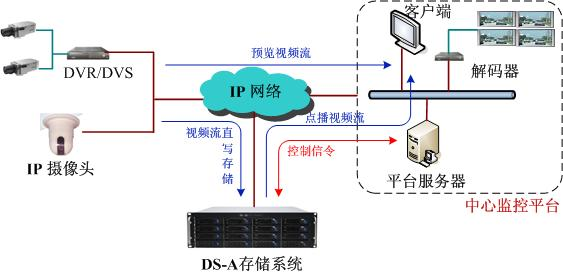 客户端
DVR/DVS
预览视频流
解码器
IP 网络
点播视频流
视频流直
写
存
储
控制信令
IP 摄像头
平台服务器
中心监控平台
DS-A存储系统